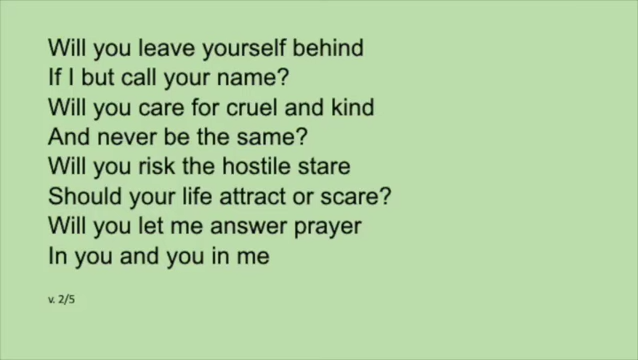 Will you leave yourself behind
If I but call your name?
Will you care for cruel and kind
And never be the same?
Will you risk the hostile stare
Should your life attract or scare?
Will you let me answer prayer
In you and you in me
v. 2/5